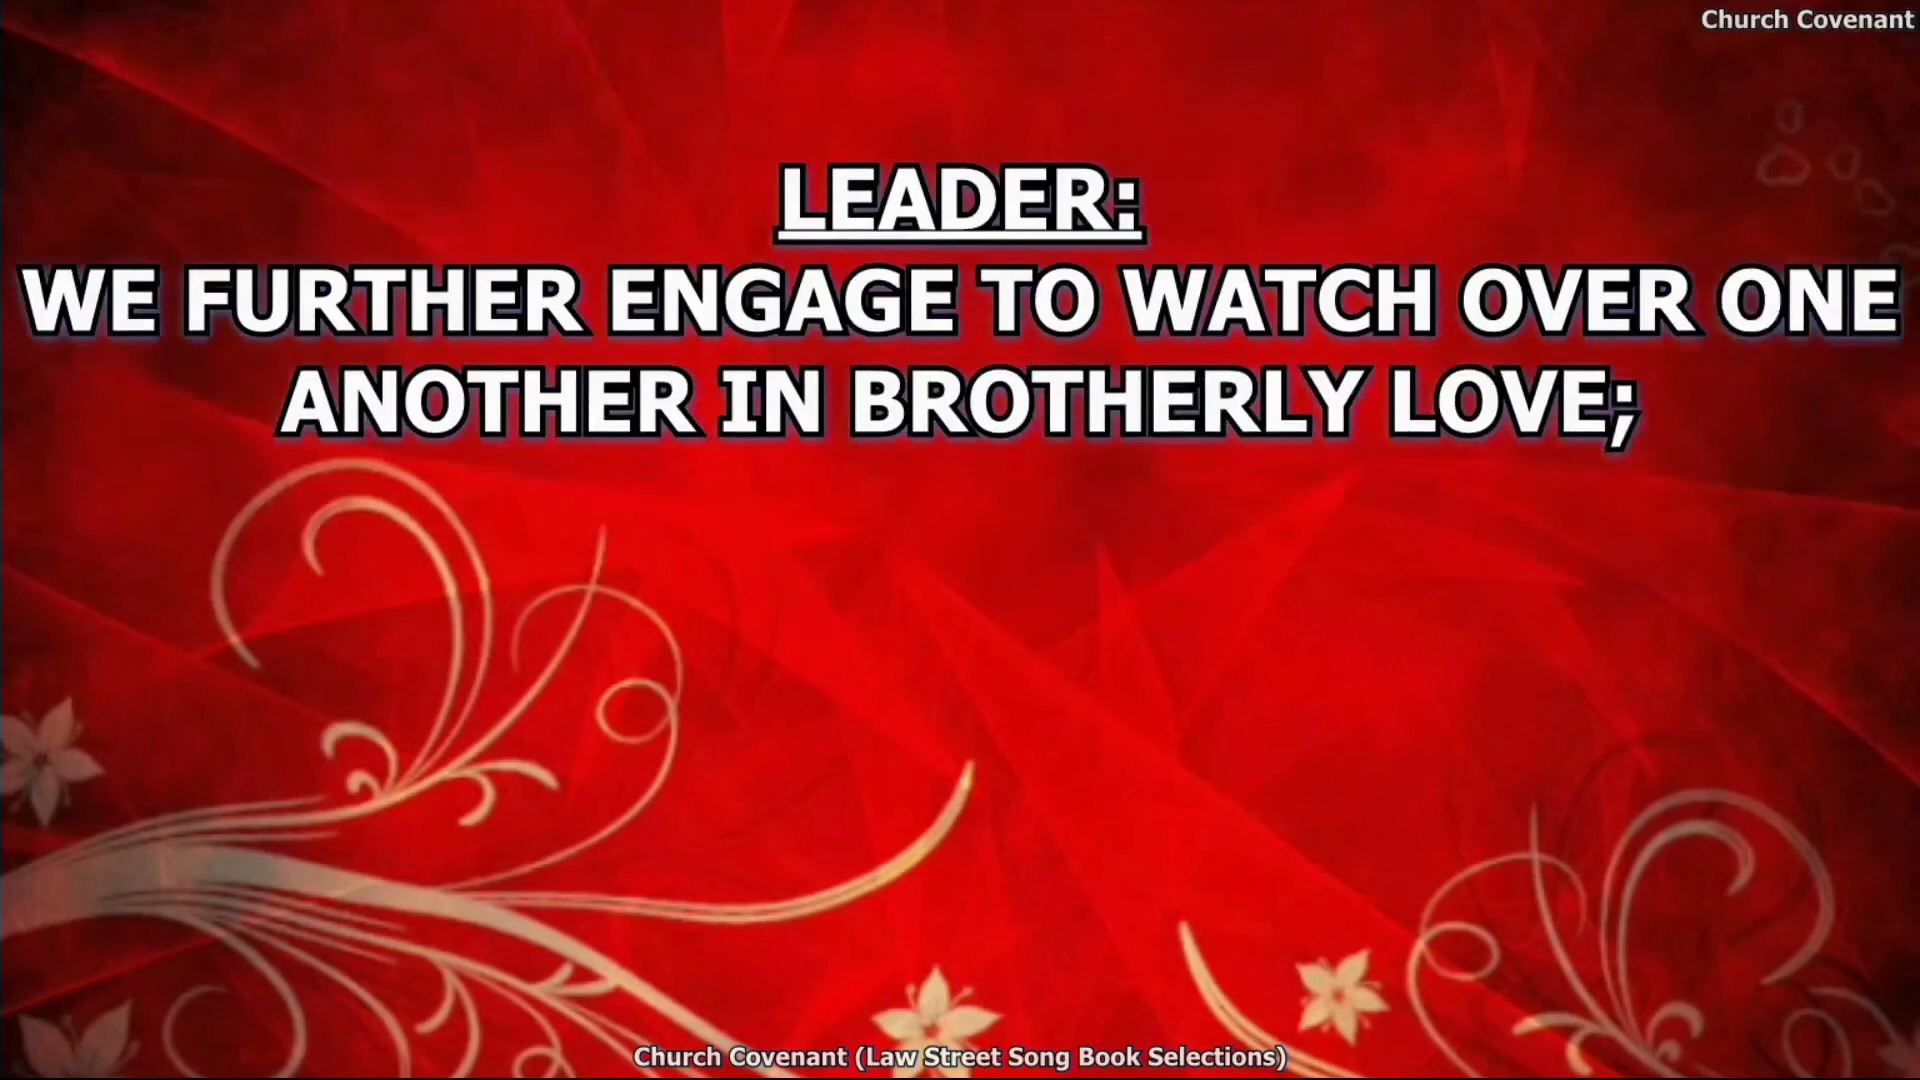 Church Covenant
LEADER:
WE FURTHER ENGAGE TO WATCH OVER ONE
ANOTHER IN BROTHERLY LOVE;
Church Covenant (Law Street Song Book Selections)